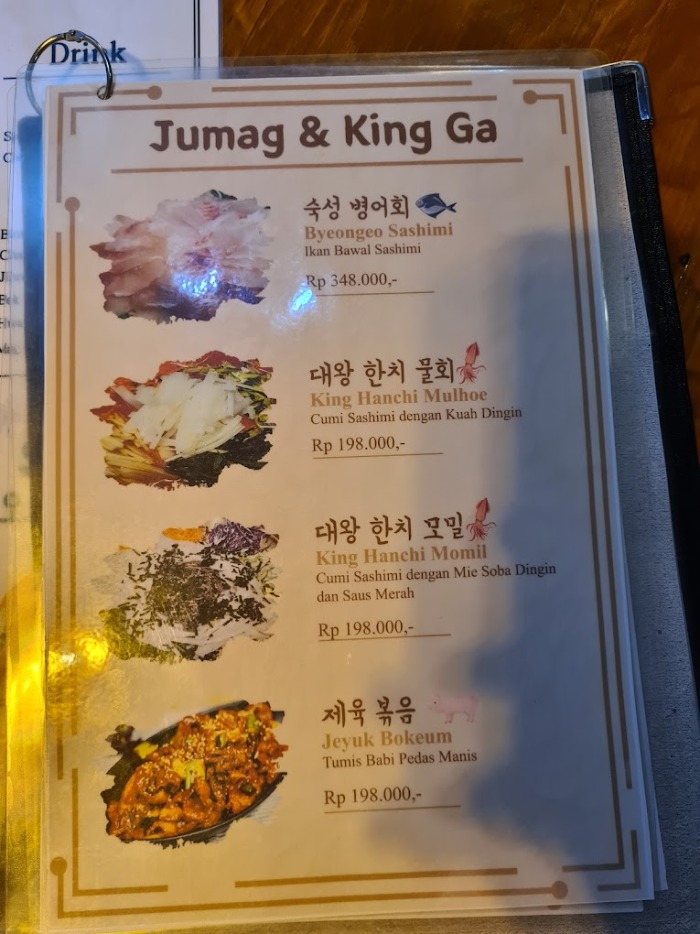 Drink
Jumag & King Ga
숙성 병어회
Byeongeo Sashimi
Ikan Bawal Sashimi
Rp 348.000,-
대왕 한치 물회
King Hanchi Mulhoe
Cumi Sashimi dengan Kuah Dingin
Rp 198.000,-
대왕 한치 모밀
King Hanchi Momil
Cumi Sashimi dengan Mie Soba Dingin
dan Saus Merah
Rp 198.000,-
제육 볶음
Jeyuk Bokeum
Tumis Babi Pedas Manis
Rp 198.000,-